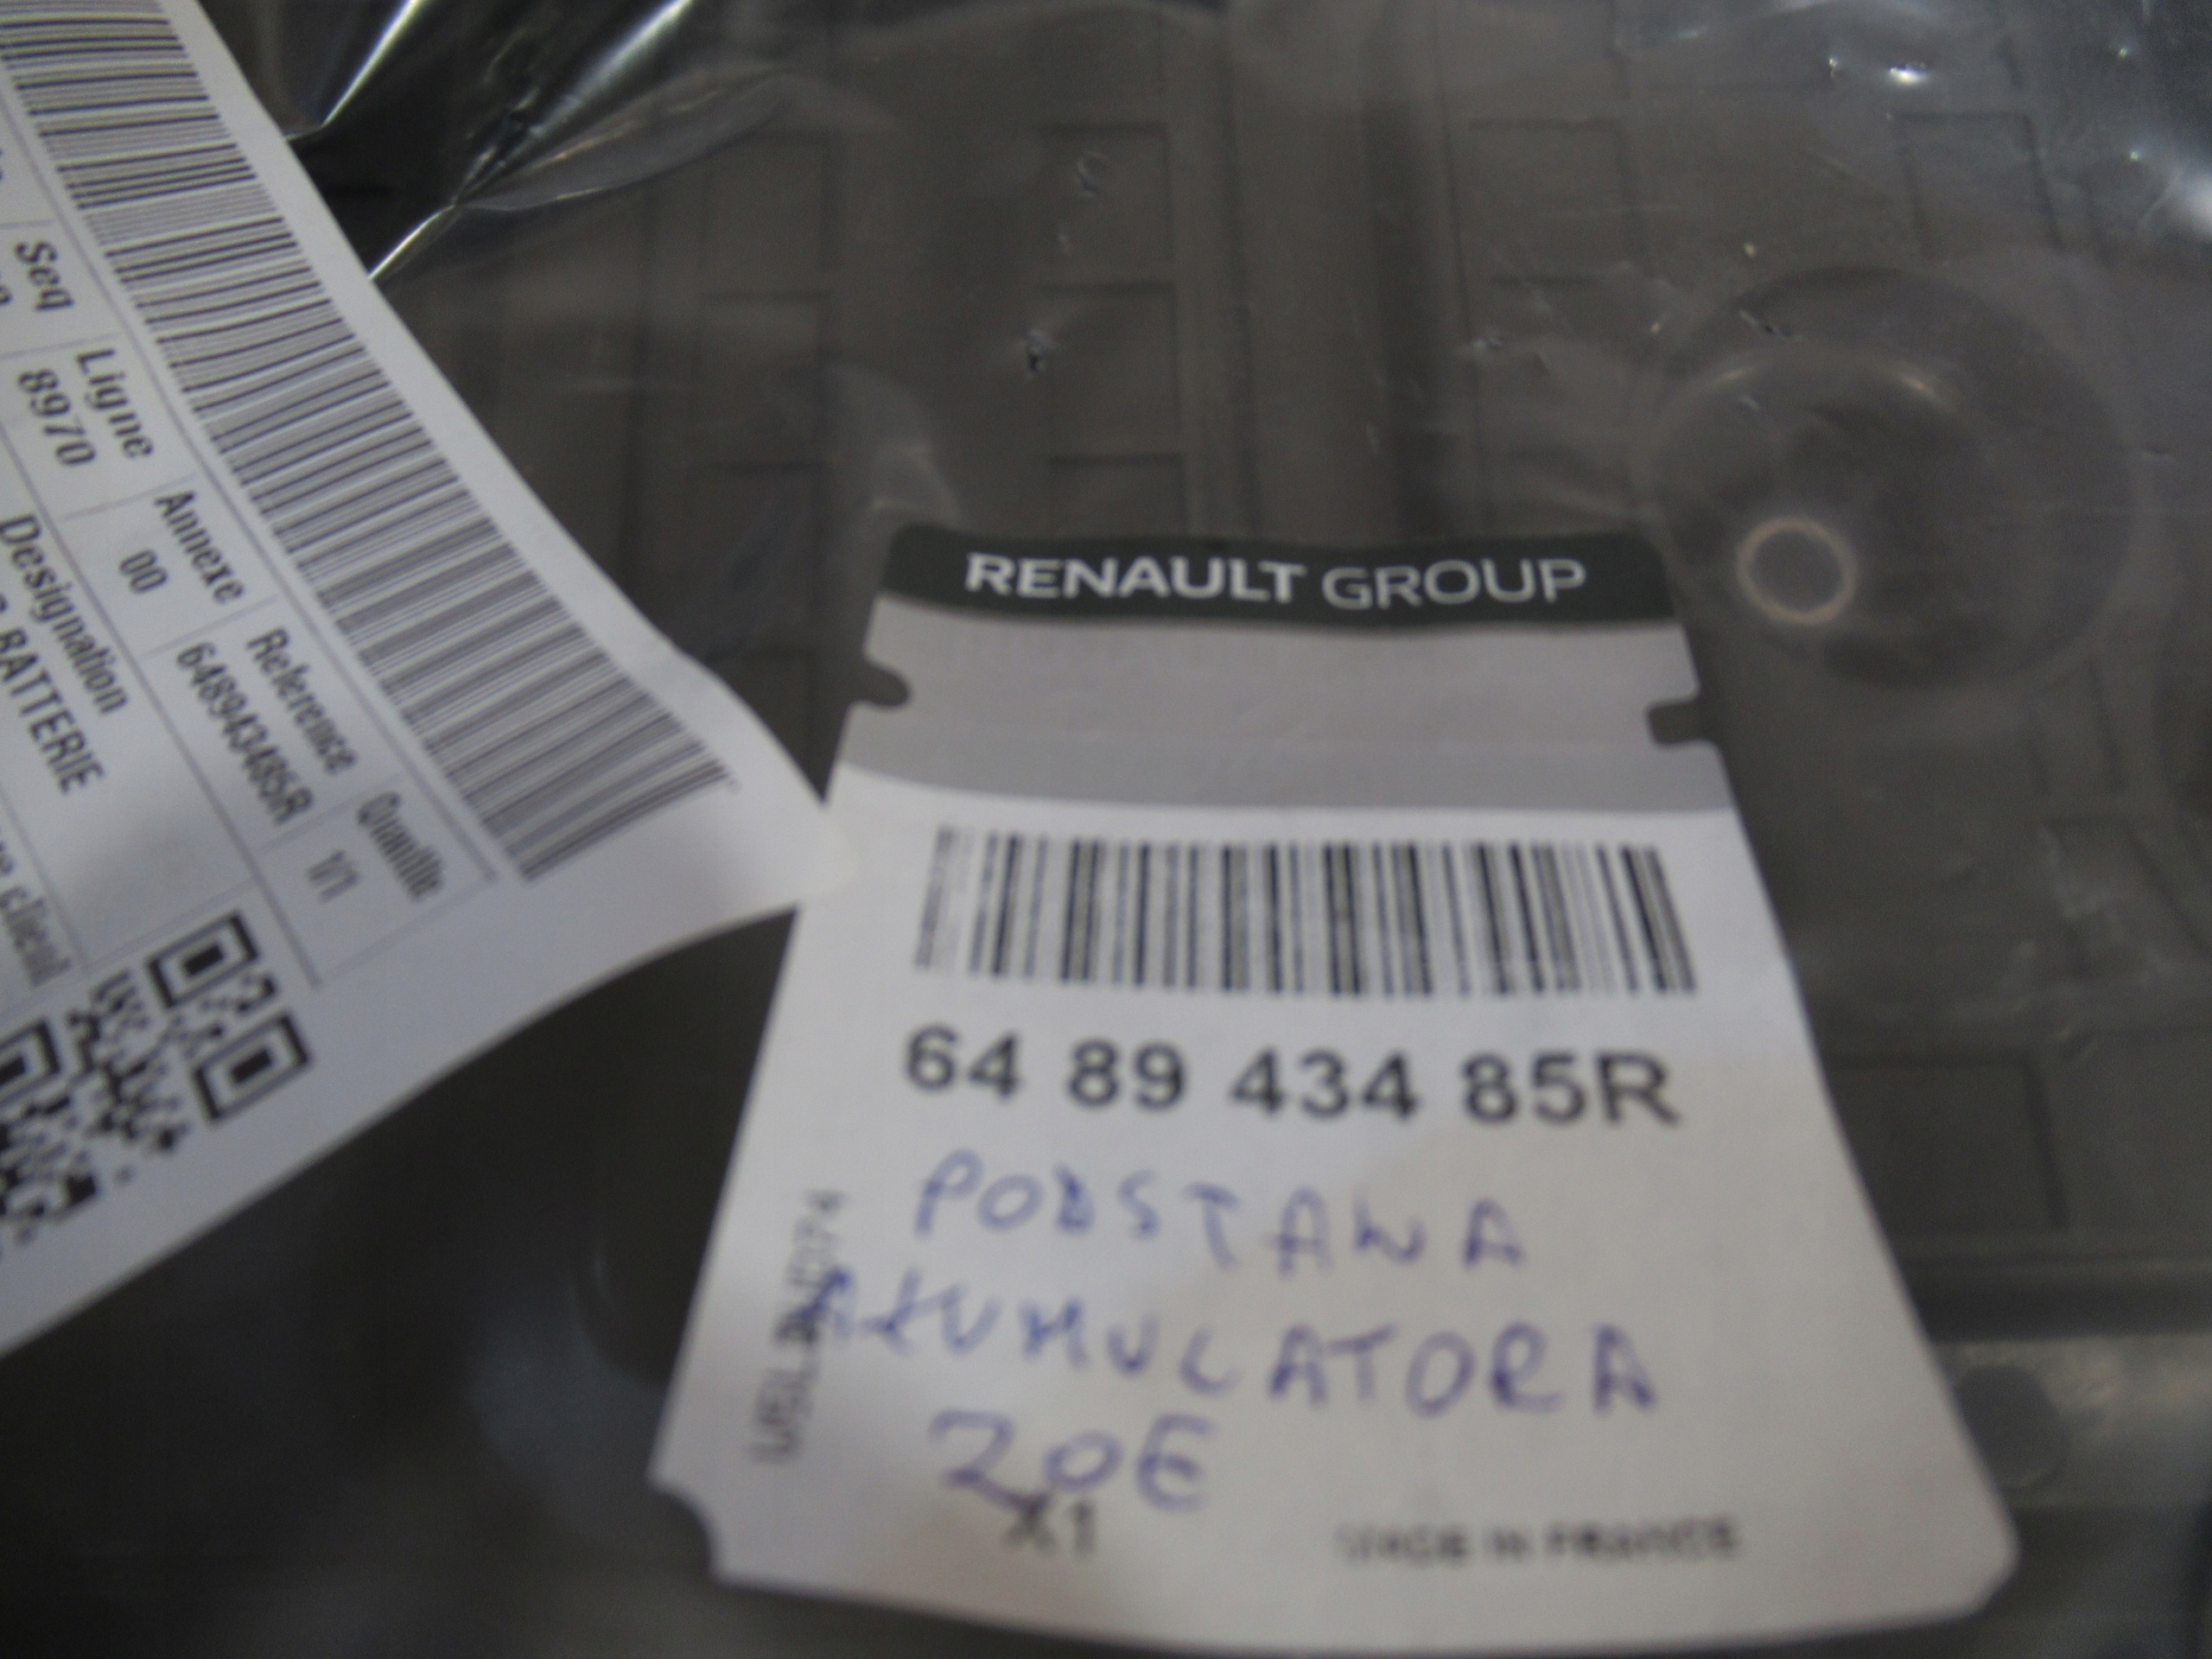 Seq
Ligne
8970
Annexe
00
Reference
648943485R
Quantite
1/1
Designation
BATTERIE
client
RENAULT GROUP
64 89 434 85R
PODSTAWA
AKUMULATORA
ZOE
X1
MADE IN FRANCE